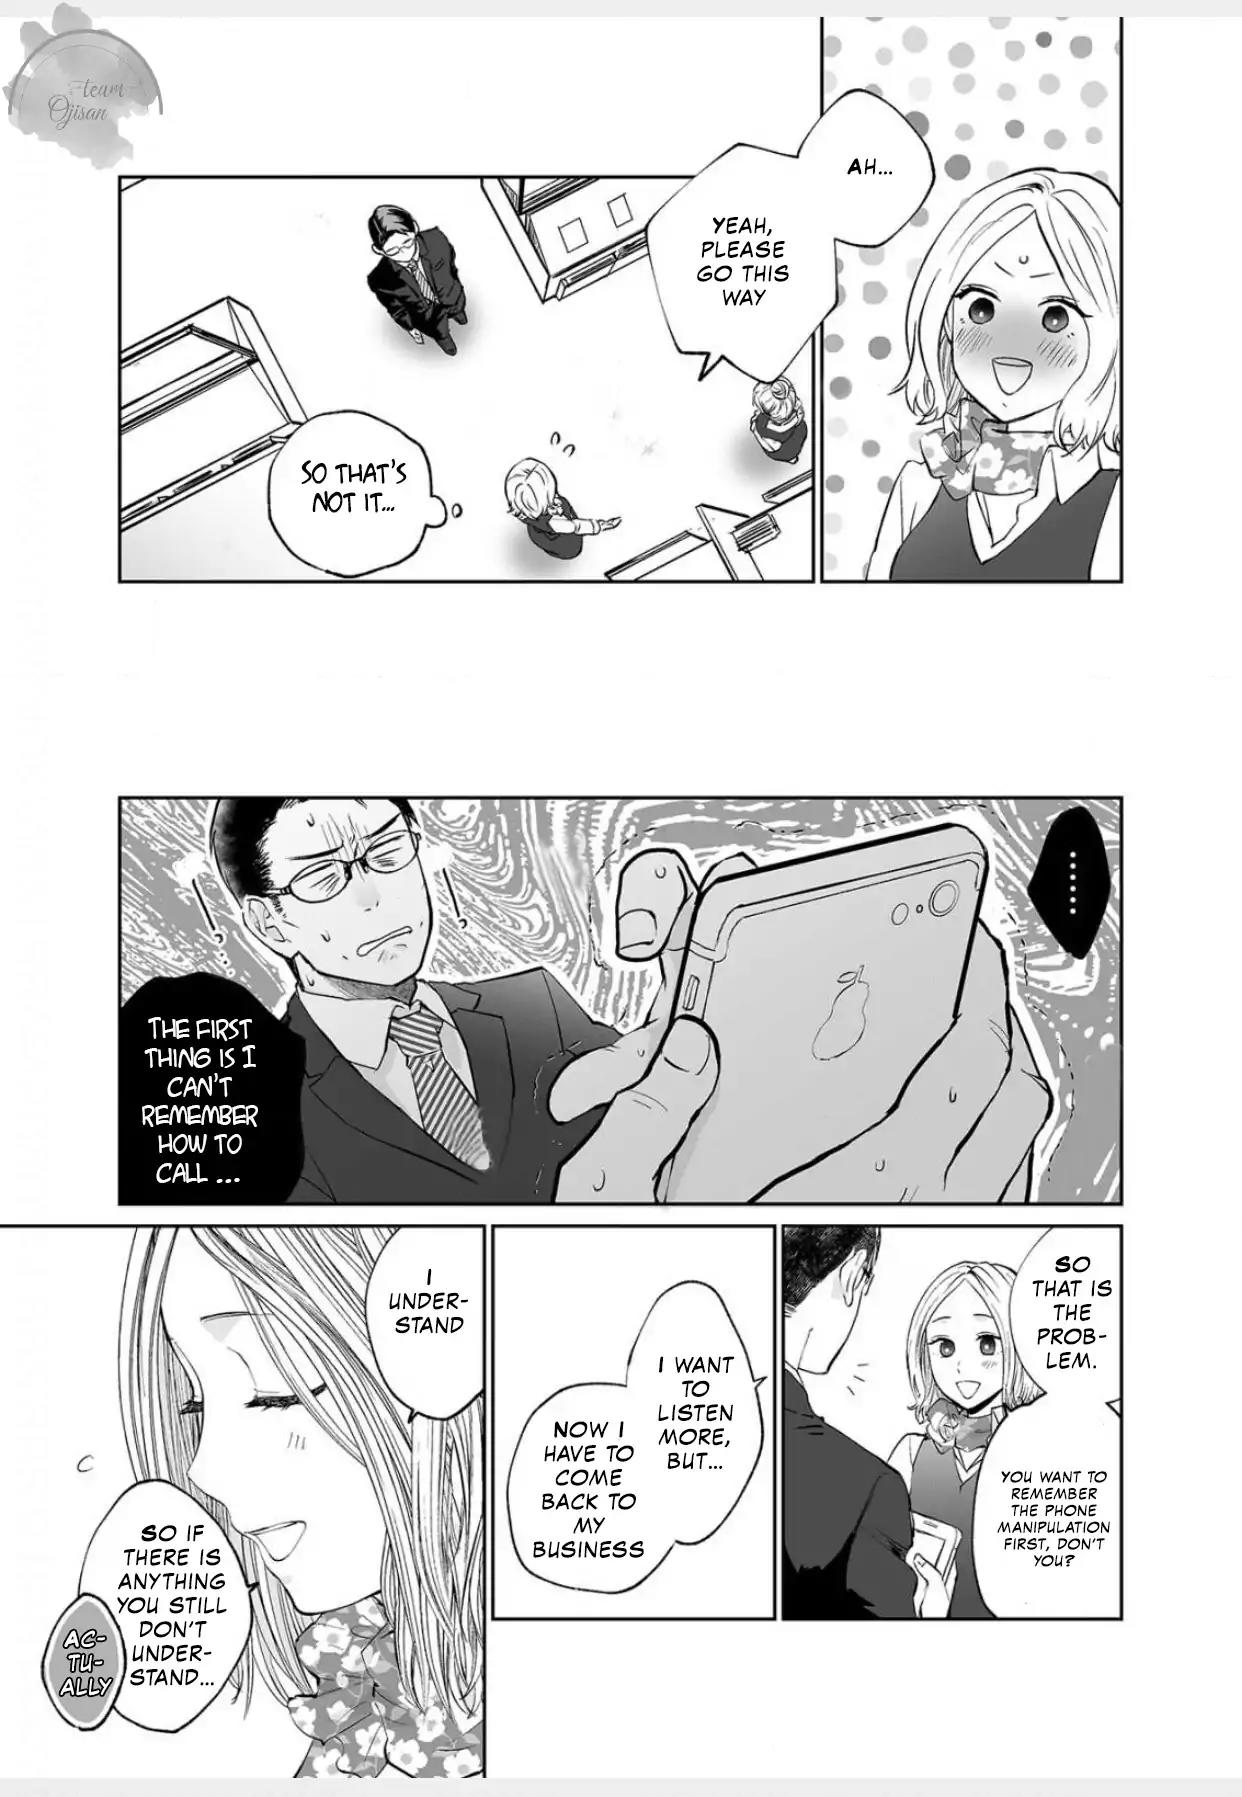 team
Ojisan
AH...
YEAH,
PLEASE
GO THIS
WAY
SO THAT'S
NOT IT...
......
THE FIRST
THING IS I
CAN'T
REMEMBER
HOW TO
CALL ...
SO
THAT IS
THE
PROB-
LEM.
YOU WANT TO
REMEMBER
THE PHONE
MANIPULATION
FIRST, DON'T
YOU?
I WANT
TO
LISTEN
MORE,
BUT...
NOW I
HAVE TO
COME
BACK TO
MY
BUSINESS
I
UNDER-
STAND
SO IF
THERE IS
ANYTHING
YOU STILL
DON'T
UNDER-
STAND...
AC-
TU-
ALLY